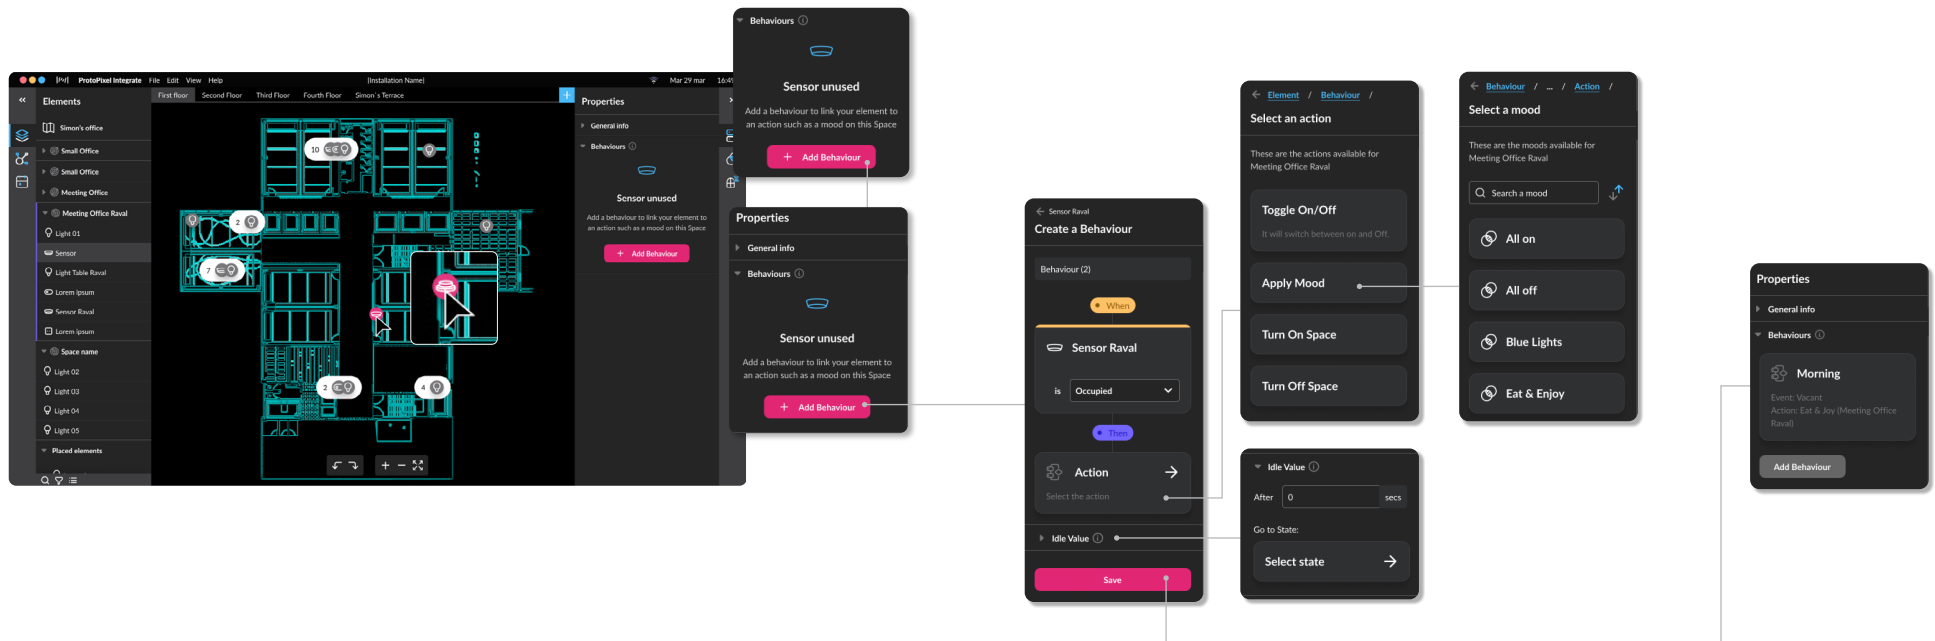 ProtoPixel Integrate File Edit View Help
[Installation Name]
Mar 29 mar 16:4
Elements
Simon's office
Small Office
Small Office
Meeting Office
Meeting Office Raval
Light 01
Sensor
Light Table Raval
Lorem Ipsum
Sensor Raval
Lorem ipsum
Space name
Light 02
Light 03
Light 04
Light 05
Placed elements
First floor Second Floor Third Floor Fourth Floor Simon´s Terrace
10
2
7
2
4
Properties
General info
Behaviours
Sensor unused
Add a behaviour to link your element to
an action such as a mood on this Space
+ Add Behaviour
Behaviours
Sensor unused
Add a behaviour to link your element to
an action such as a mood on this Space
+ Add Behaviour
Properties
General info
Behaviours
Sensor unused
Add a behaviour to link your element to
an action such as a mood on this Space
+ Add Behaviour
Sensor Raval
Create a Behaviour
Behaviour (2)
When
Sensor Raval
is Occupied
Then
Action
Select the action
Idle Value
Save
Element / Behaviour /
Select an action
These are the actions available for
Meeting Office Raval
Toggle On/Off
It will switch between on and Off.
Apply Mood
Turn On Space
Turn Off Space
Idle Value
After 0 secs
Go to State:
Select state
Behaviour / ... / Action /
Select a mood
These are the moods available for
Meeting Office Raval
Search a mood
All on
All off
Blue Lights
Eat & Enjoy
Properties
General info
Behaviours
Morning
Event: Vacant
Action: Eat & Joy (Meeting Office
Raval)
Add Behaviour